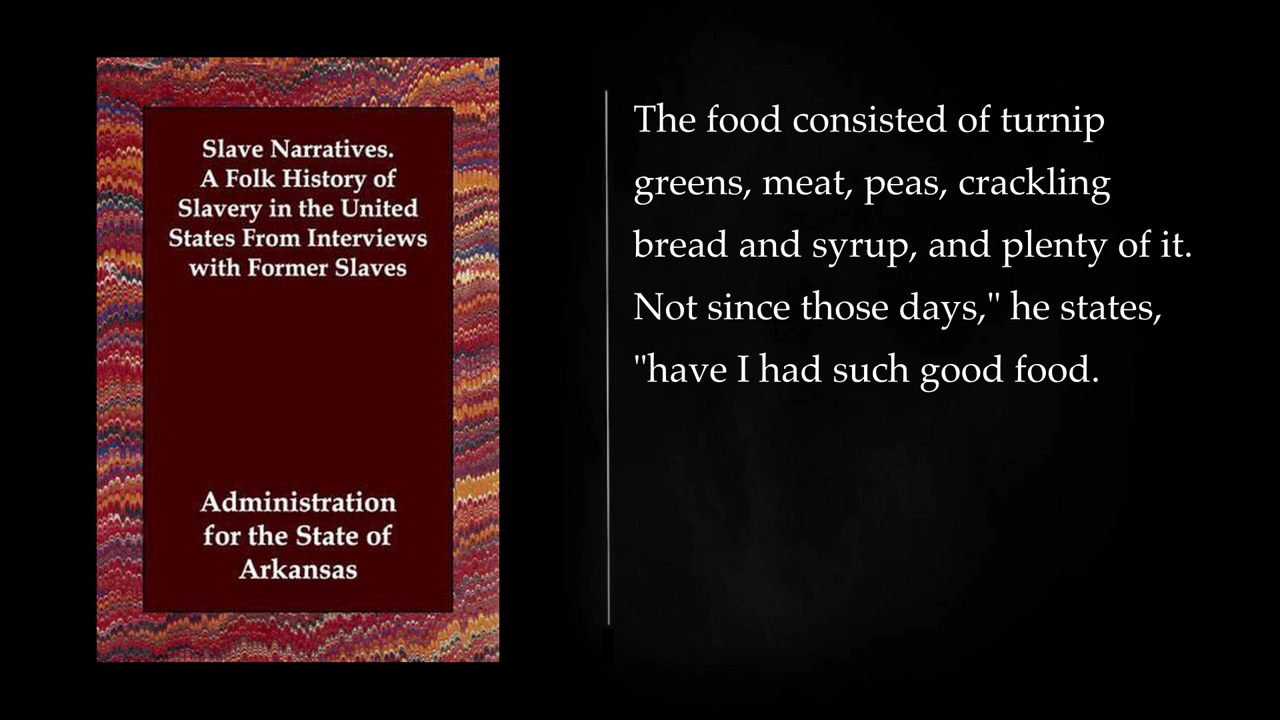 Slave Narratives.
A Folk History of
Slavery in the United
States From Interviews
with Former Slaves
Administration
for the State of
Arkansas
The food consisted of turnip
greens, meat, peas, crackling
bread and syrup, and plenty of it.
Not since those days," he states,
"have I had such good food.